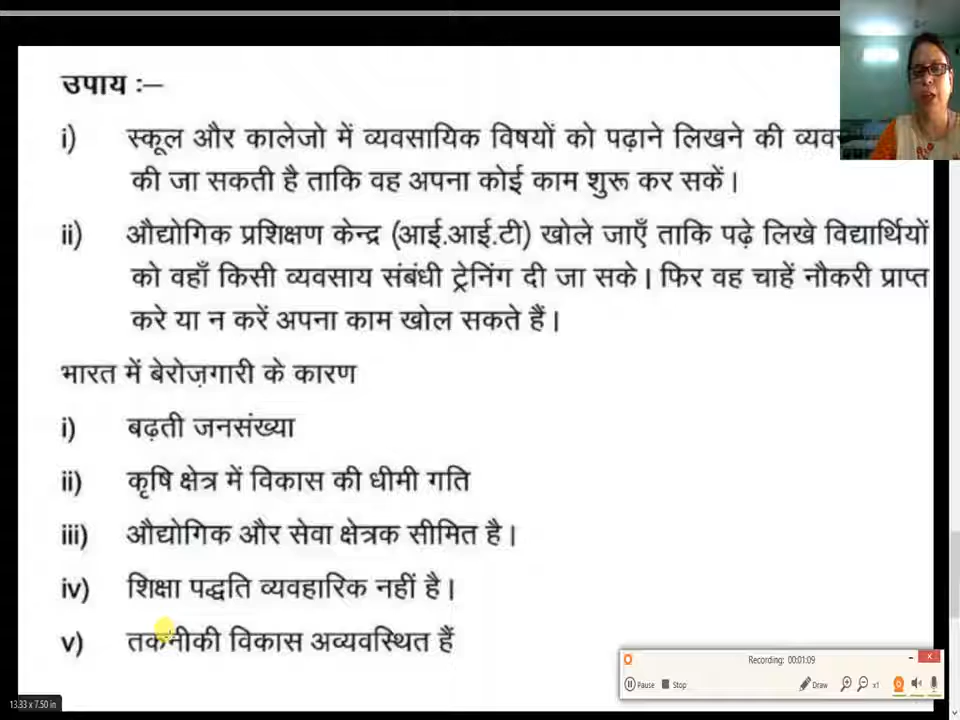 उपाय :–
i) स्कूल और कालेजो में व्यवसायिक विषयों को पढ़ाने लिखने की
की जा सकती है ताकि वह अपना कोई काम शुरू कर सकें।
ii) औद्योगिक प्रशिक्षण केन्द्र (आई.आई.टी) खोले जाएँ ताकि पढ़े लिखे विद्यार्थियों
को वहाँ किसी व्यवसाय संबंधी ट्रेनिंग दी जा सके। फिर वह चाहें नौकरी प्राप्त
करे या न करें अपना काम खोल सकते हैं।
भारत में बेरोज़गारी के कारण
i) बढ़ती जनसंख्या
ii) कृषि क्षेत्र में विकास की धीमी गति
iii) औद्योगिक और सेवा क्षेत्रक सीमित है।
iv) शिक्षा पद्धति व्यवहारिक नहीं है।
v) तकनीकी विकास अव्यवस्थित हैं
Recording: 00:01:09
Pause Stop Draw x1
13.33 x 7.50 in